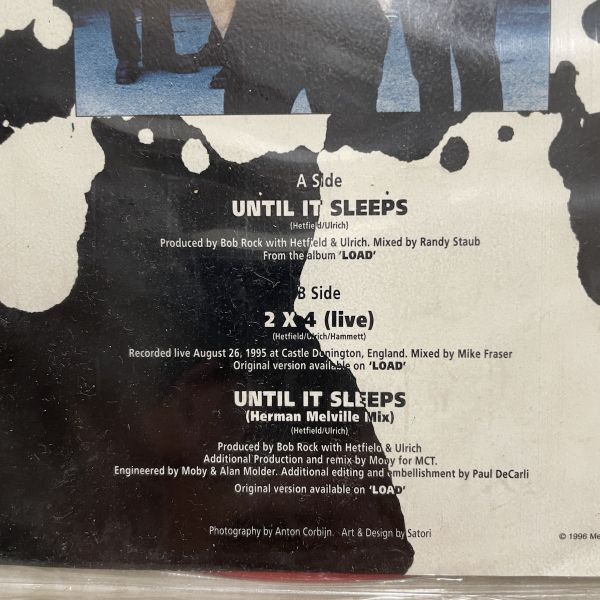 A Side
UNTIL IT SLEEPS
(Hetfield/Ulrich)
Produced by Bob Rock with Hetfield & Ulrich. Mixed by Randy Staub
From the album 'LOAD'
B Side
2 X 4 (live)
(Hetfield/Ulrich/Hammett)
Recorded live August 26, 1995 at Castle Donington, England. Mixed by Mike Fraser
Original version available on 'LOAD'
UNTIL IT SLEEPS
(Herman Melville Mix)
(Hetfield/Ulrich)
Produced by Bob Rock with Hetfield & Ulrich
Additional Production and remix by Moby for MCT.
Engineered by Moby & Alan Molder. Additional editing and embellishment by Paul DeCarli
Original version available on 'LOAD'
Photography by Anton Corbijn. Art & Design by Satori
© 1996 Me